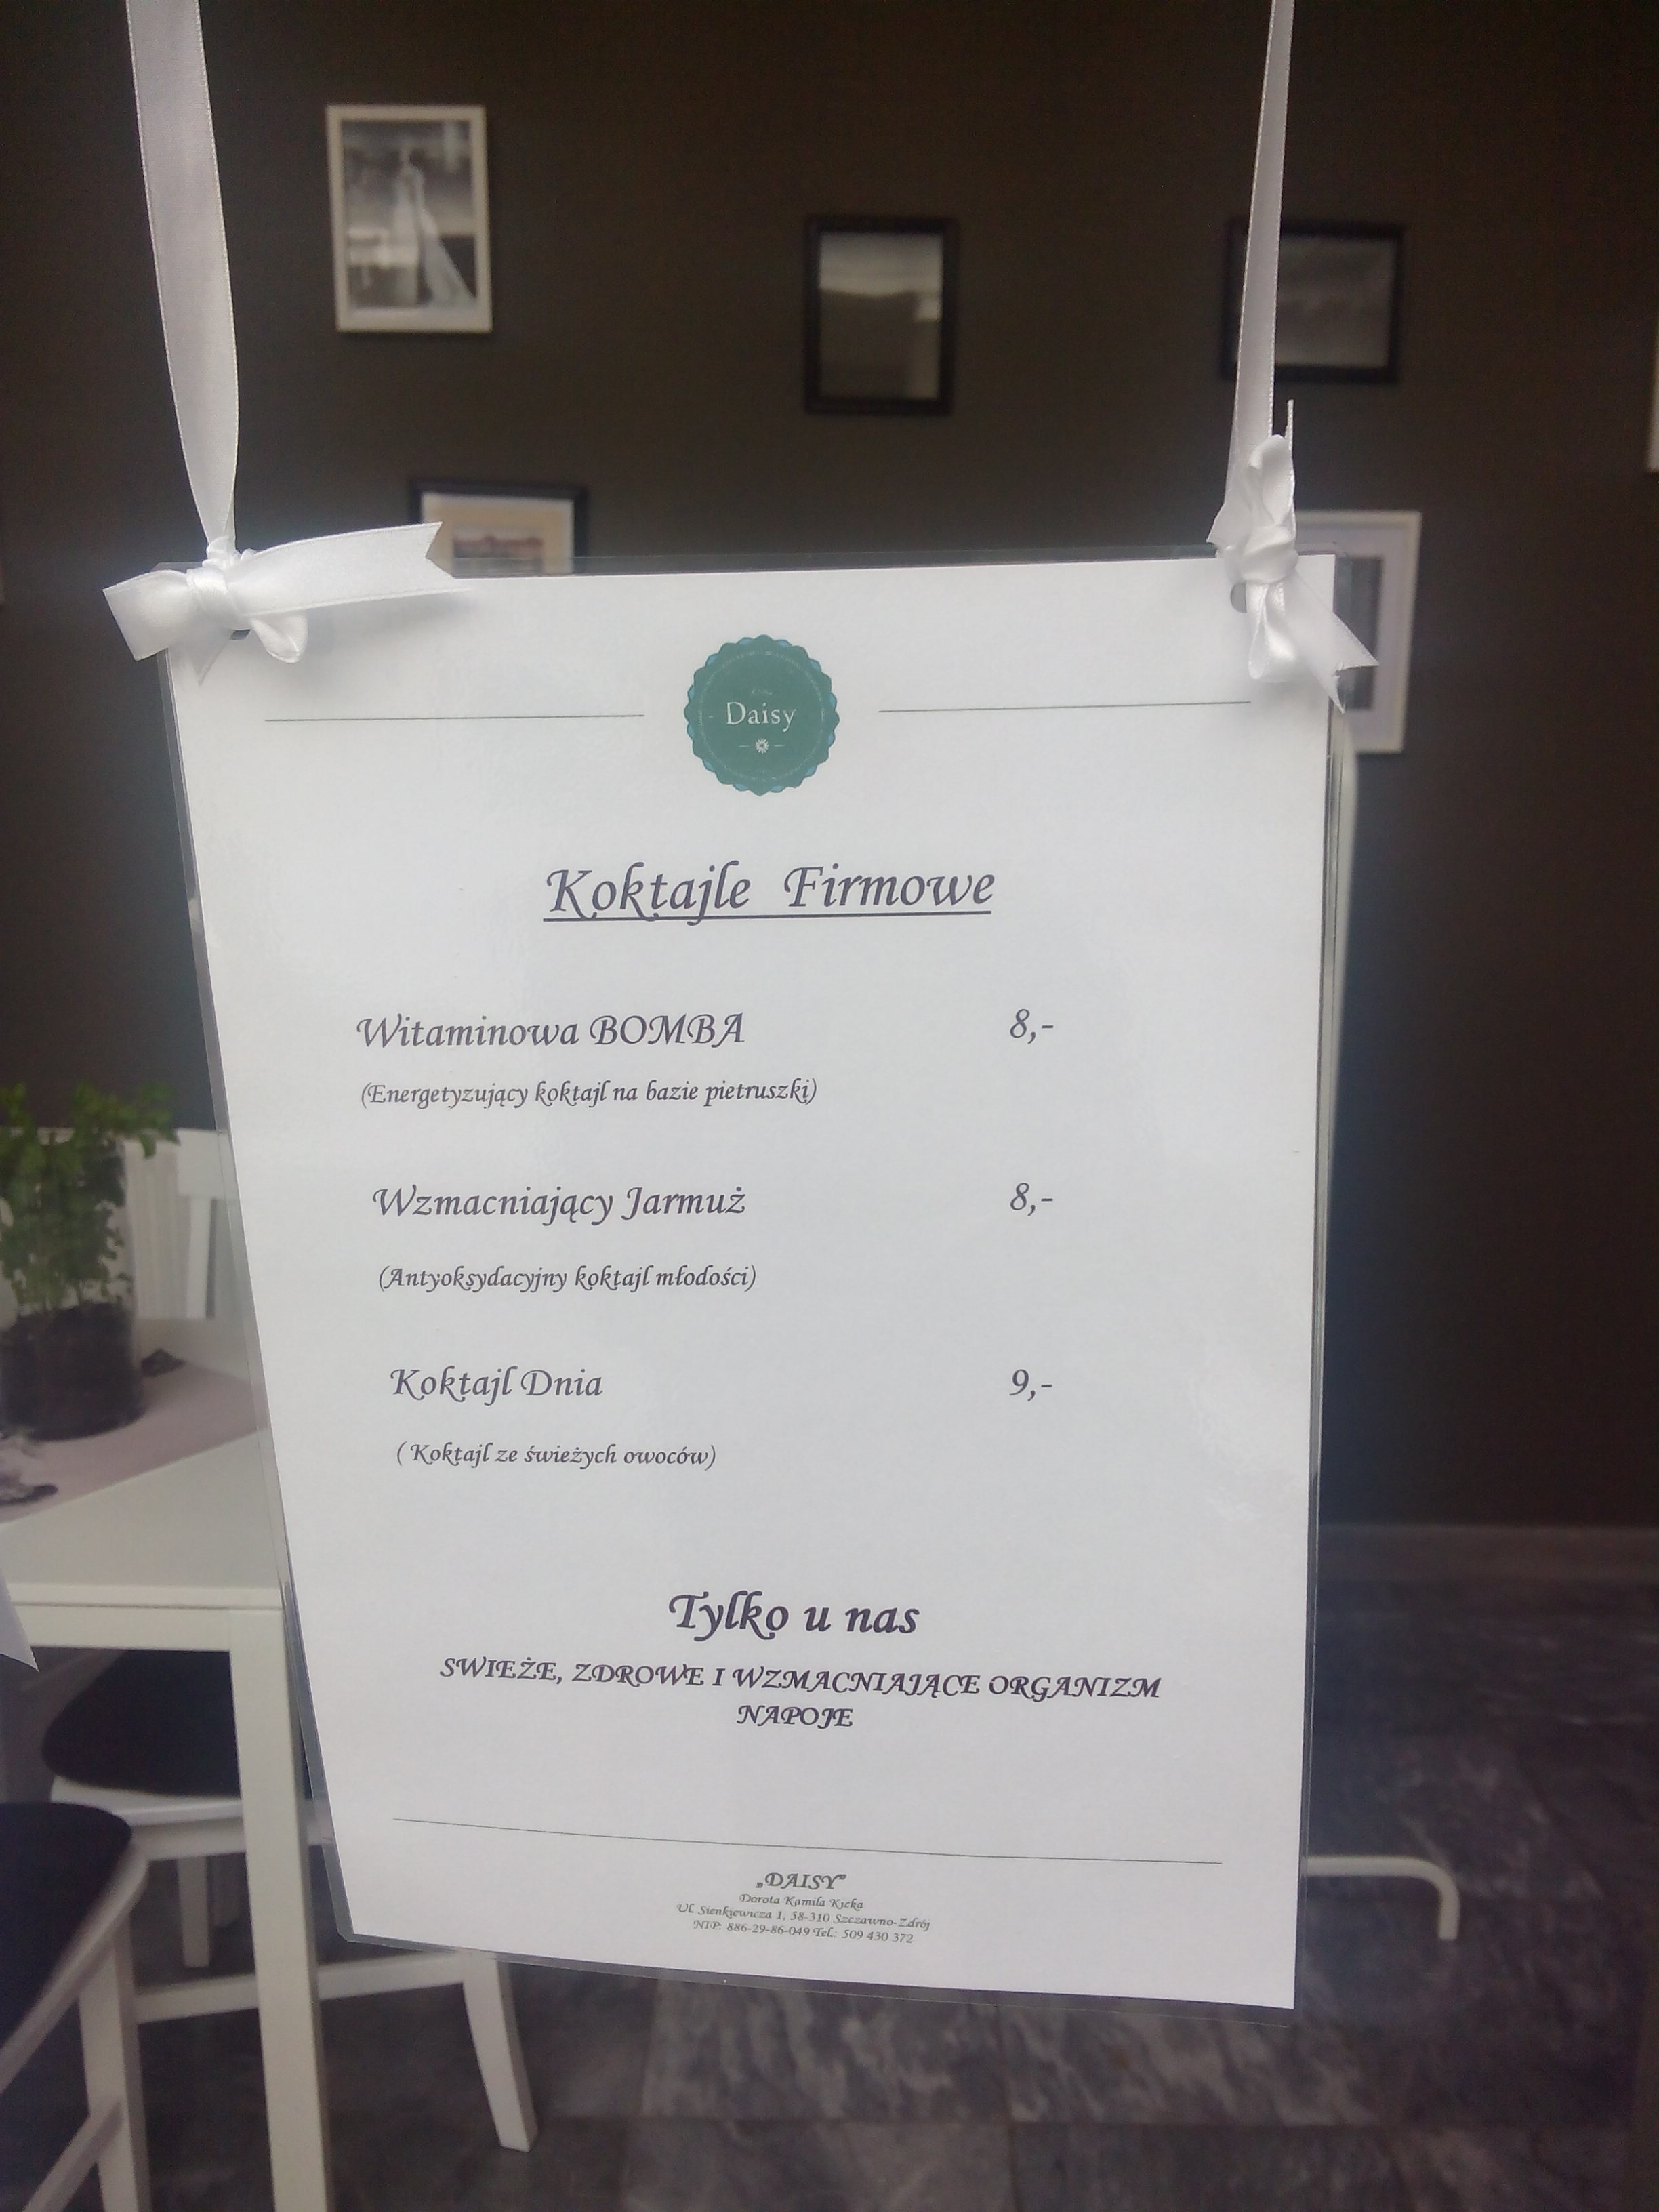 Daisy
Koktajle Firmowe
Witaminowa BOMBA 8,-
(Energetyzujący koktajl na bazie pietruszki)
Wzmacniający Jarmuż 8,-
(Antyoksydacyjny koktajl młodości)
Koktajl Dnia 9,-
( Koktajl ze świeżych owoców)
Tylko u nas
SWIEŻE, ZDROWE I WZMACNIAJĄCE ORGANIZM
NAPOJE
„DAISY”
Dorota Kamila Kicka
Ul. Sienkiewicza 1, 58-310 Szczawno-Zdrój
NIP: 886-29-86-049 Tel.: 509 430 372